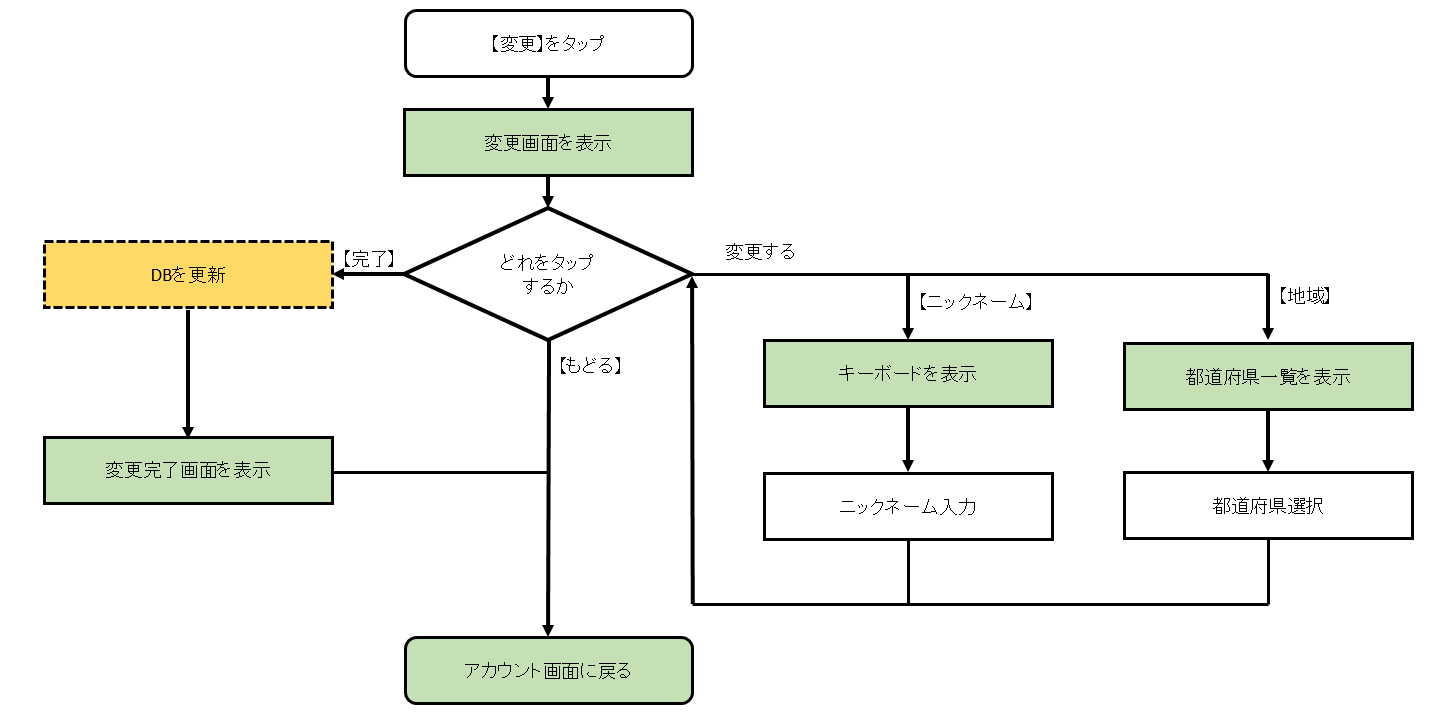 【変更】をタップ
変更画面を表示
どれをタップ
するか
【完了】
DBを更新
変更完了画面を表示
【もどる】
変更する
【ニックネーム】
キーボードを表示
ニックネーム入力
【地域】
都道府県一覧を表示
都道府県選択
アカウント画面に戻る